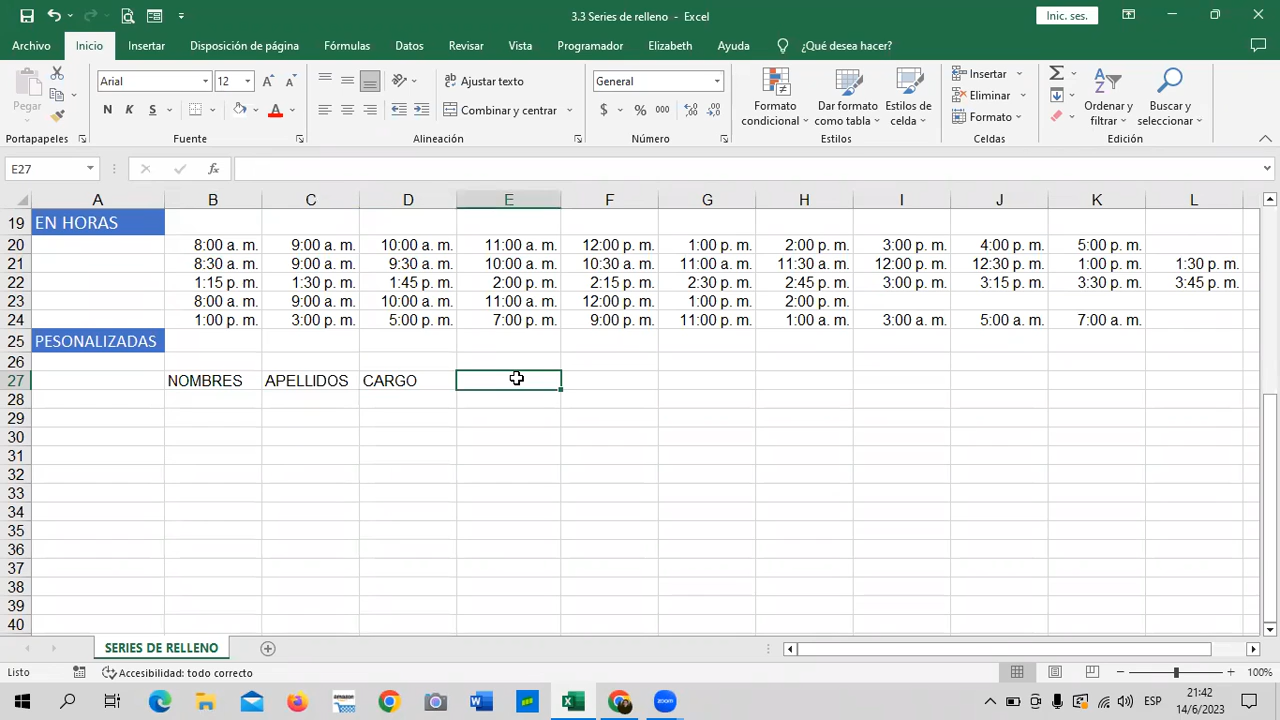 3.3 Series de relleno - Excel
Inic. ses.
Archivo Inicio Insertar Disposición de página Fórmulas Datos Revisar Vista Programador Elizabeth Ayuda ¿Qué desea hacer?
Pegar
Arial 12
N K S
Ajustar texto
Combinar y centrar
General
$ % 000
Formato condicional
Dar formato como tabla
Estilos de celda
Insertar
Eliminar
Formato
Ordenar y filtrar
Buscar y seleccionar
Portapapeles Fuente Alineación Número Estilos Celdas Edición
E27 fx
A B C D E F G H I J K L
19 EN HORAS
20 8:00 a. m. 9:00 a. m. 10:00 a. m. 11:00 a. m. 12:00 p. m. 1:00 p. m. 2:00 p. m. 3:00 p. m. 4:00 p. m. 5:00 p. m.
21 8:30 a. m. 9:00 a. m. 9:30 a. m. 10:00 a. m. 10:30 a. m. 11:00 a. m. 11:30 a. m. 12:00 p. m. 12:30 p. m. 1:00 p. m. 1:30 p. m.
22 1:15 p. m. 1:30 p. m. 1:45 p. m. 2:00 p. m. 2:15 p. m. 2:30 p. m. 2:45 p. m. 3:00 p. m. 3:15 p. m. 3:30 p. m. 3:45 p. m.
23 8:00 a. m. 9:00 a. m. 10:00 a. m. 11:00 a. m. 12:00 p. m. 1:00 p. m. 2:00 p. m.
24 1:00 p. m. 3:00 p. m. 5:00 p. m. 7:00 p. m. 9:00 p. m. 11:00 p. m. 1:00 a. m. 3:00 a. m. 5:00 a. m. 7:00 a. m.
25 PESONALIZADAS
26
27 NOMBRES APELLIDOS CARGO
28
29
30
31
32
33
34
35
36
37
38
39
40
SERIES DE RELLENO
Listo Accesibilidad: todo correcto 100%
ESP
21:42
14/6/2023